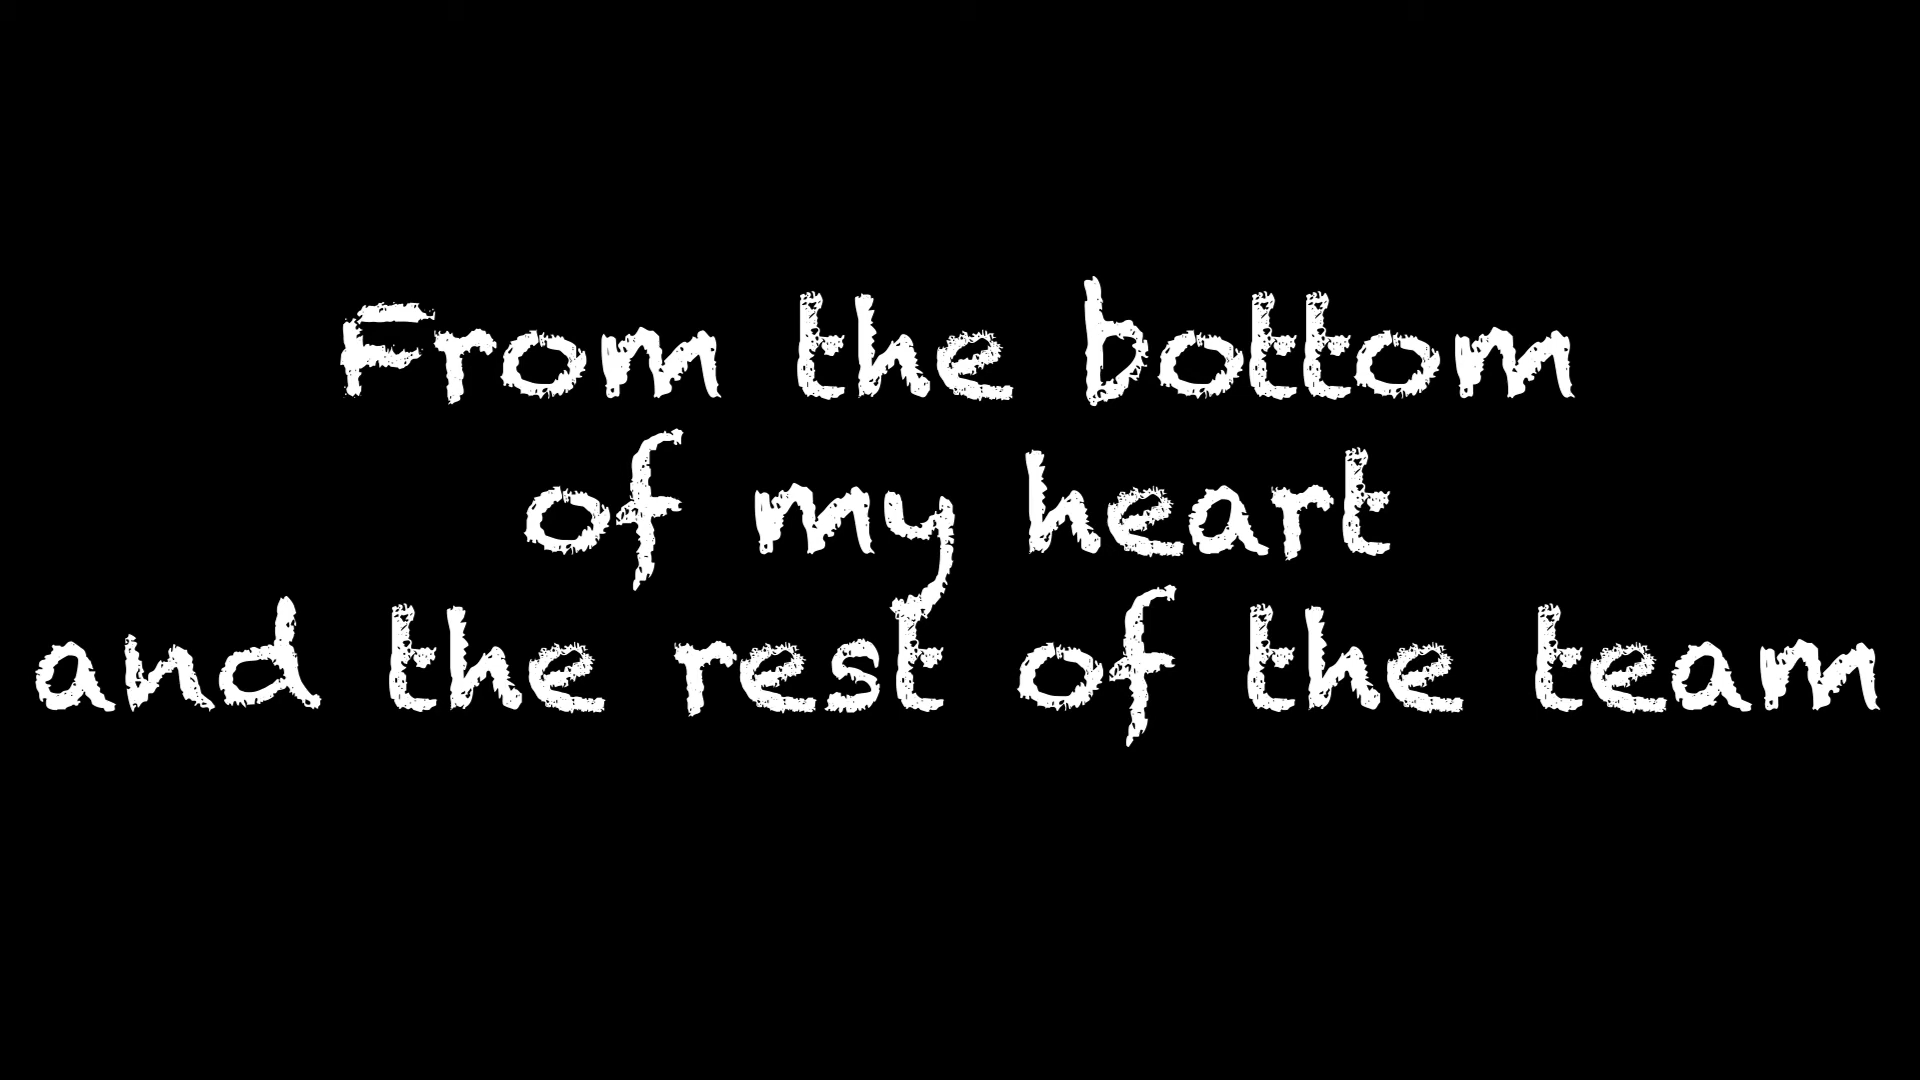 From the bottom
of my heart
and the rest of the team